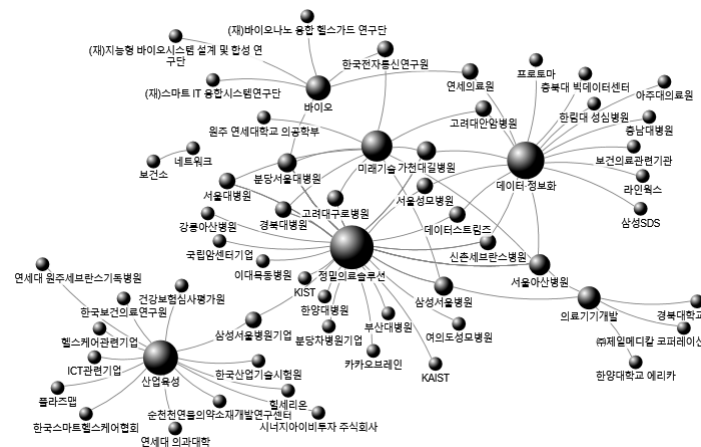 (재)바이오나노 융합 헬스가드 연구단
(재)지능형 바이오시스템 설계 및 합성 연
구단
한국전자통신연구원
(재)스마트 IT 융합시스템연구단
바이오
연세의료원
프로토마
충북대 빅데이터센터
아주대의료원
원주 연세대학교 의공학부
고려대안암병원
한림대 성심병원
충남대병원
네트워크
보건소
분당서울대병원
미래기술
가천대길병원
데이터·정보화
보건의료관련기관
서울대병원
서울성모병원
라인웍스
강릉아산병원
경북대병원
고려대구로병원
데이터스트림즈
삼성SDS
국립암센터기업
신촌세브란스병원
이대목동병원
정밀의료솔루션
서울아산병원
연세대 원주세브란스기독병원
KIST
건강보험심사평가원
한양대병원
삼성서울병원
의료기기개발
경북대학교
한국보건의료연구원
삼성서울병원기업
분당차병원기업
부산대병원
여의도성모병원
㈜제일메디칼 코퍼레이션
헬스케어관련기업
ICT관련기업
산업육성
한국산업기술시험원
카카오브레인
KAIST
한양대학교 에리카
플라즈맵
힐세리온
한국스마트헬스케어협회
순천천연물의약소재개발연구센터
시너지아이비투자 주식회사
연세대 의과대학